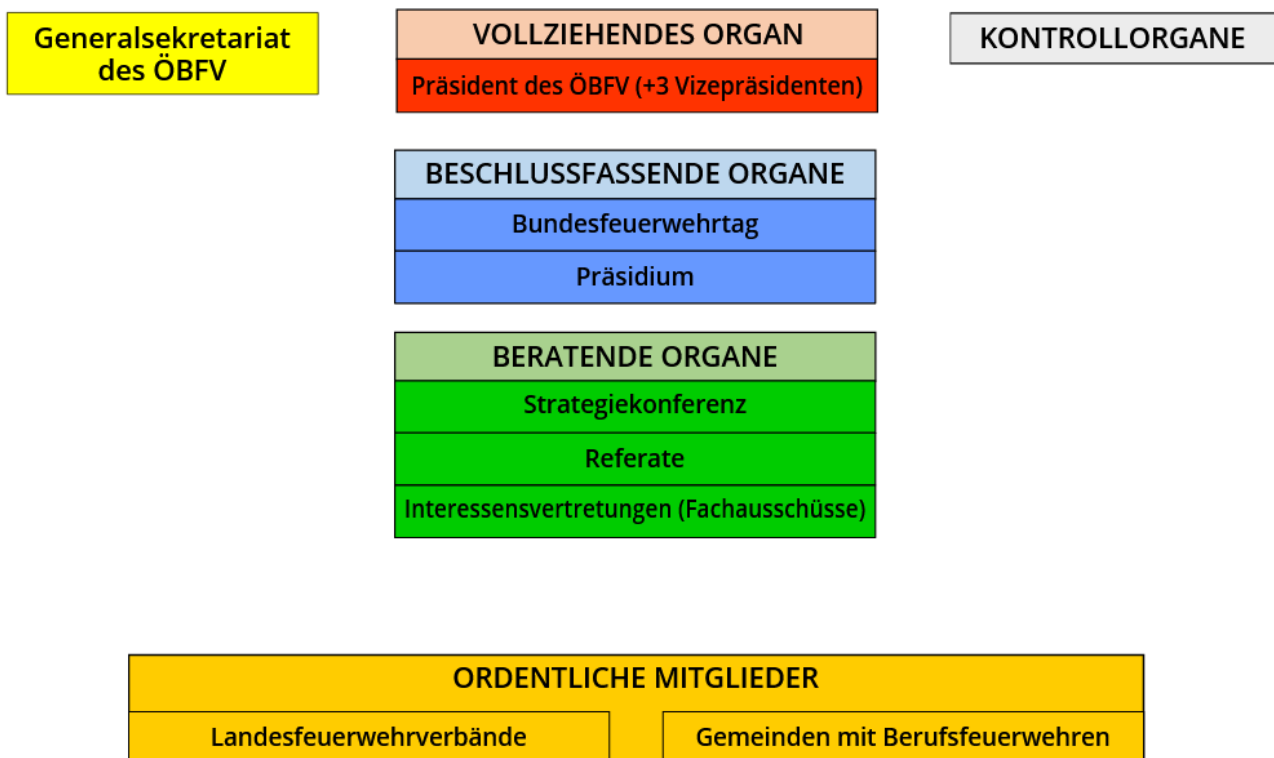 Generalsekretariat
des ÖBFV
VOLLZIEHENDES ORGAN
Präsident des ÖBFV (+3 Vizepräsidenten)
KONTROLLORGANE
BESCHLUSSFASSENDE ORGANE
Bundesfeuerwehrtag
Präsidium
BERATENDE ORGANE
Strategiekonferenz
Referate
Interessensvertretungen (Fachausschüsse)
ORDENTLICHE MITGLIEDER
Landesfeuerwehrverbände
Gemeinden mit Berufsfeuerwehren